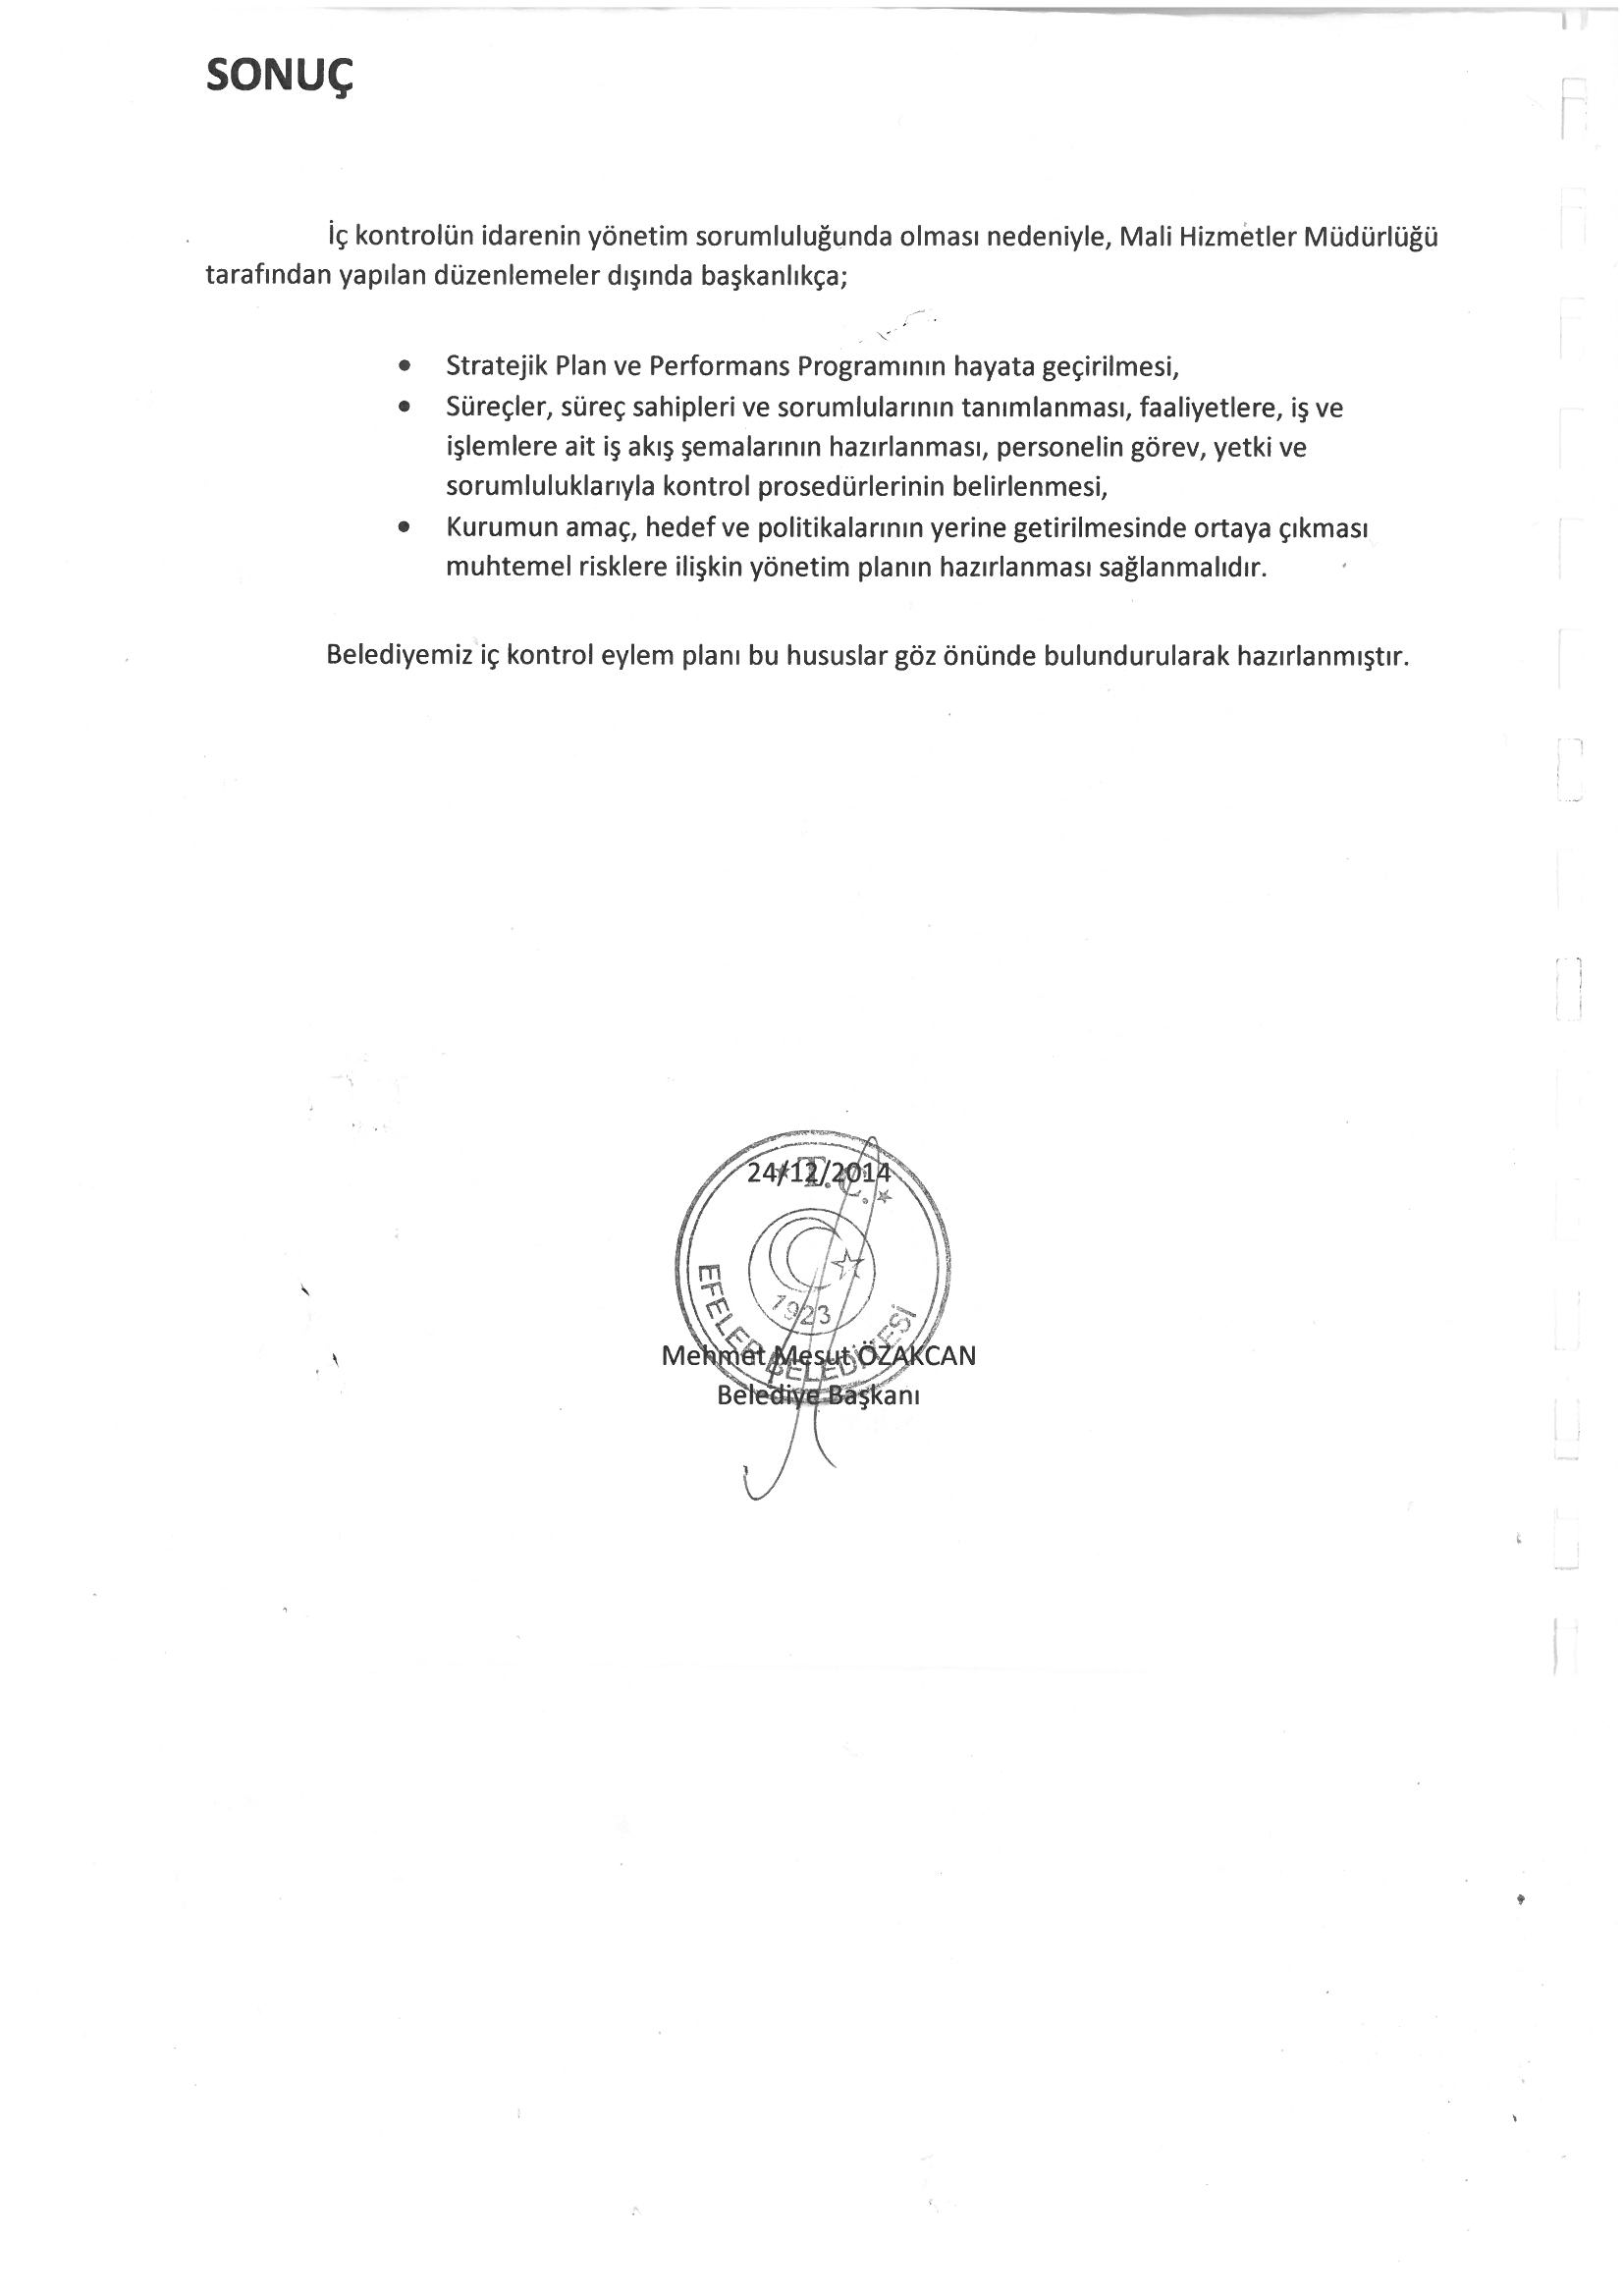 SONUÇ
İç kontrolün idarenin yönetim sorumluluğunda olması nedeniyle, Mali Hizmetler Müdürlüğü
tarafından yapılan düzenlemeler dışında başkanlıkça;
• Stratejik Plan ve Performans Programının hayata geçirilmesi,
• Süreçler, süreç sahipleri ve sorumlularının tanımlanması, faaliyetlere, iş ve
işlemlere ait iş akış şemalarının hazırlanması, personelin görev, yetki ve
sorumluluklarıyla kontrol prosedürlerinin belirlenmesi,
• Kurumun amaç, hedef ve politikalarının yerine getirilmesinde ortaya çıkması
muhtemel risklere ilişkin yönetim planın hazırlanması sağlanmalıdır.
Belediyemiz iç kontrol eylem planı bu hususlar göz önünde bulundurularak hazırlanmıştır.
24/12/2014
T.C.
1923
EFELER BELEDİYESİ
Mehmet Mesut ÖZAKCAN
Belediye Başkanı